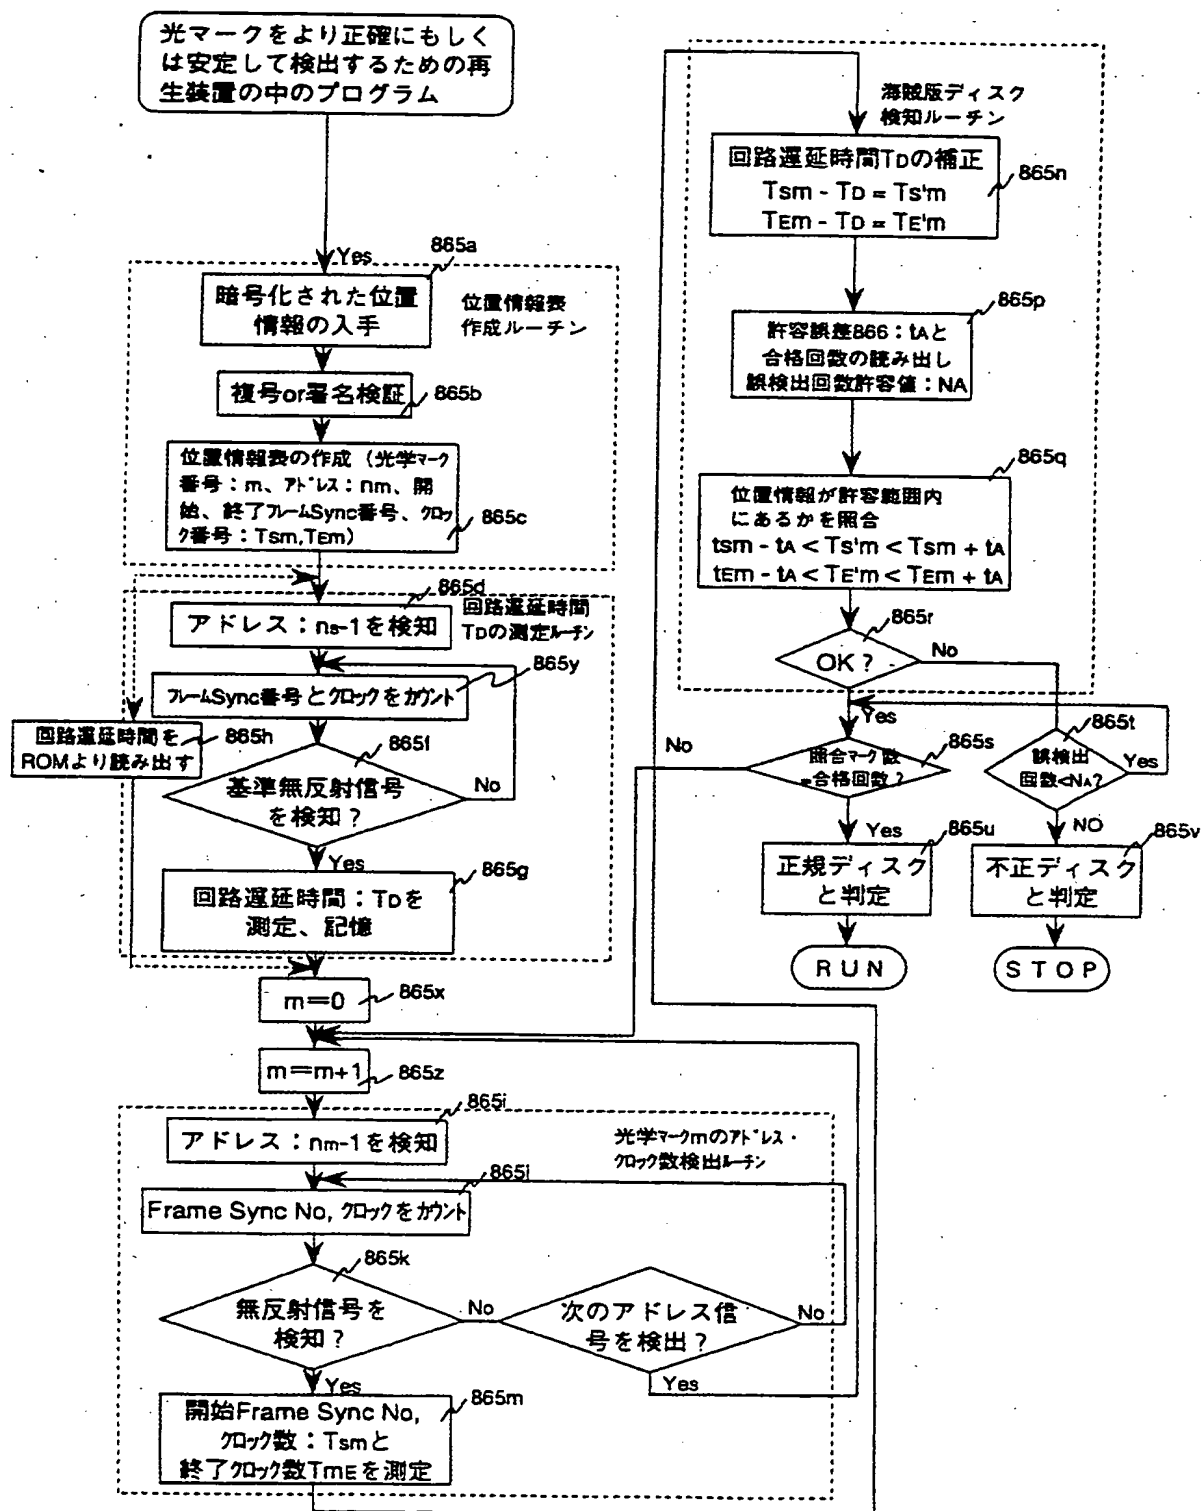 光マークをより正確にもしく
は安定して検出するための再
生装置の中のプログラム
Yes
865a
暗号化された位置
情報の入手
位置情報表
作成ルーチン
複号or署名検証
865b
位置情報表の作成（光学マーク
番号：m、アドレス：nm、開
始、終了フレームSync番号、クロッ
ク番号：Tsm,TEm）
865c
865d
アドレス：ns-1を検知
回路遅延時間
TDの測定ルーチン
865y
フレームSync番号とクロックをカウント
回路遅延時間を
ROMより読み出す
865h
865f
基準無反射信号
を検知？
No
Yes
865g
回路遅延時間：TDを
測定、記憶
m=0
865x
m=m+1
865z
865i
アドレス：nm-1を検知
光学マークmのアドレス・
クロック数検出ルーチン
865j
Frame Sync No, クロックをカウント
865k
無反射信号を
検知？
No
次のアドレス信
号を検出？
No
Yes
Yes
865m
開始Frame Sync No,
クロック数：Tsmと
終了クロック数TmEを測定
海賊版ディスク
検知ルーチン
回路遅延時間TDの補正
Tsm - TD = Ts'm
TEm - TD = TE'm
865n
865p
許容誤差866：tAと
合格回数の読み出し
誤検出回数許容値：NA
865q
位置情報が許容範囲内
にあるかを照合
tsm - tA < Ts'm < Tsm + tA
tEm - tA < TE'm < TEm + tA
865r
OK？
No
Yes
No
照合マーク数
=合格回数？
865s
865t
誤検出
回数<NA?
Yes
Yes
865u
NO
865v
正規ディスク
と判定
不正ディスク
と判定
RUN
STOP